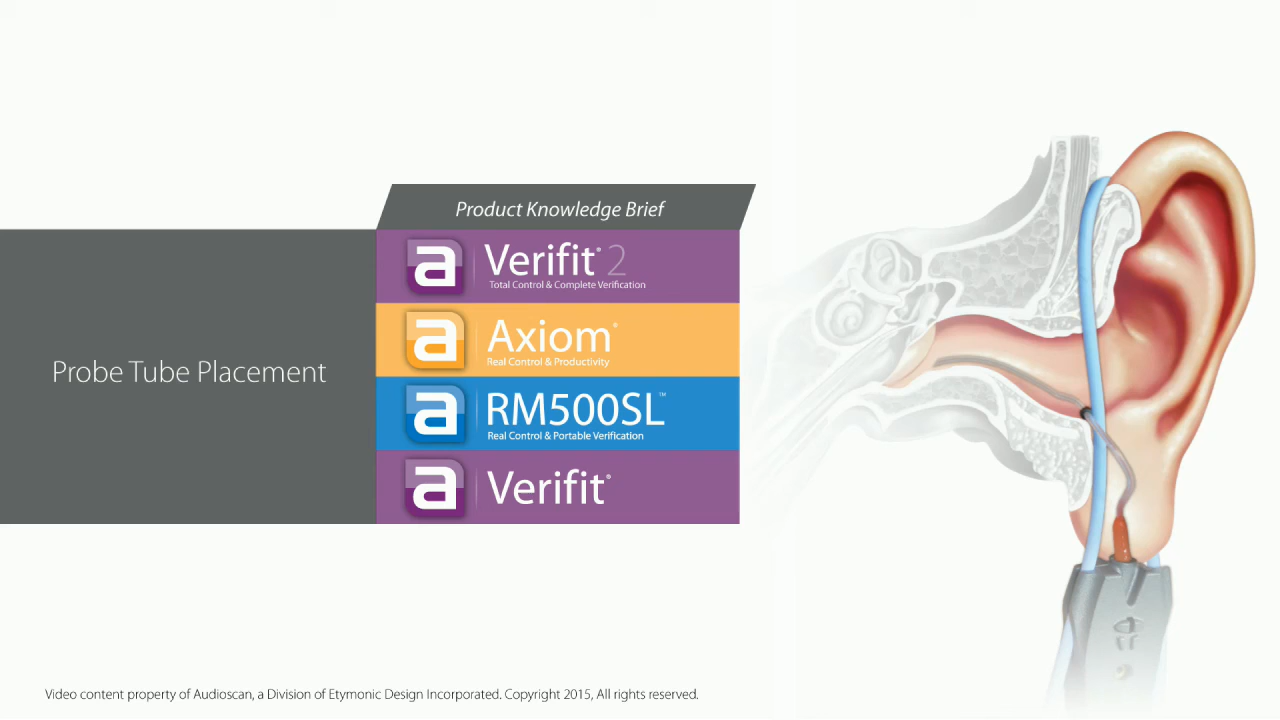 Product Knowledge Brief
a Verifit® 2
Total Control & Complete Verification
a Axiom®
Real Control & Productivity
Probe Tube Placement
a RM500SL™
Real Control & Portable Verification
a Verifit®
Video content property of Audioscan, a Division of Etymonic Design Incorporated. Copyright 2015, All rights reserved.